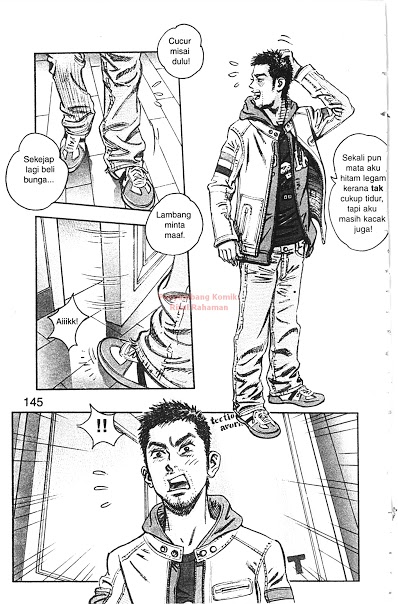 Cucur
misai
dulu!
Sekejap
lagi beli
bunga...
Lambang
minta
maaf.
Aiiikk!
Sekali pun
mata aku
hitam legam
kerana tak
cukup tidur,
tapi aku
masih kacak
juga!
145
!!
T